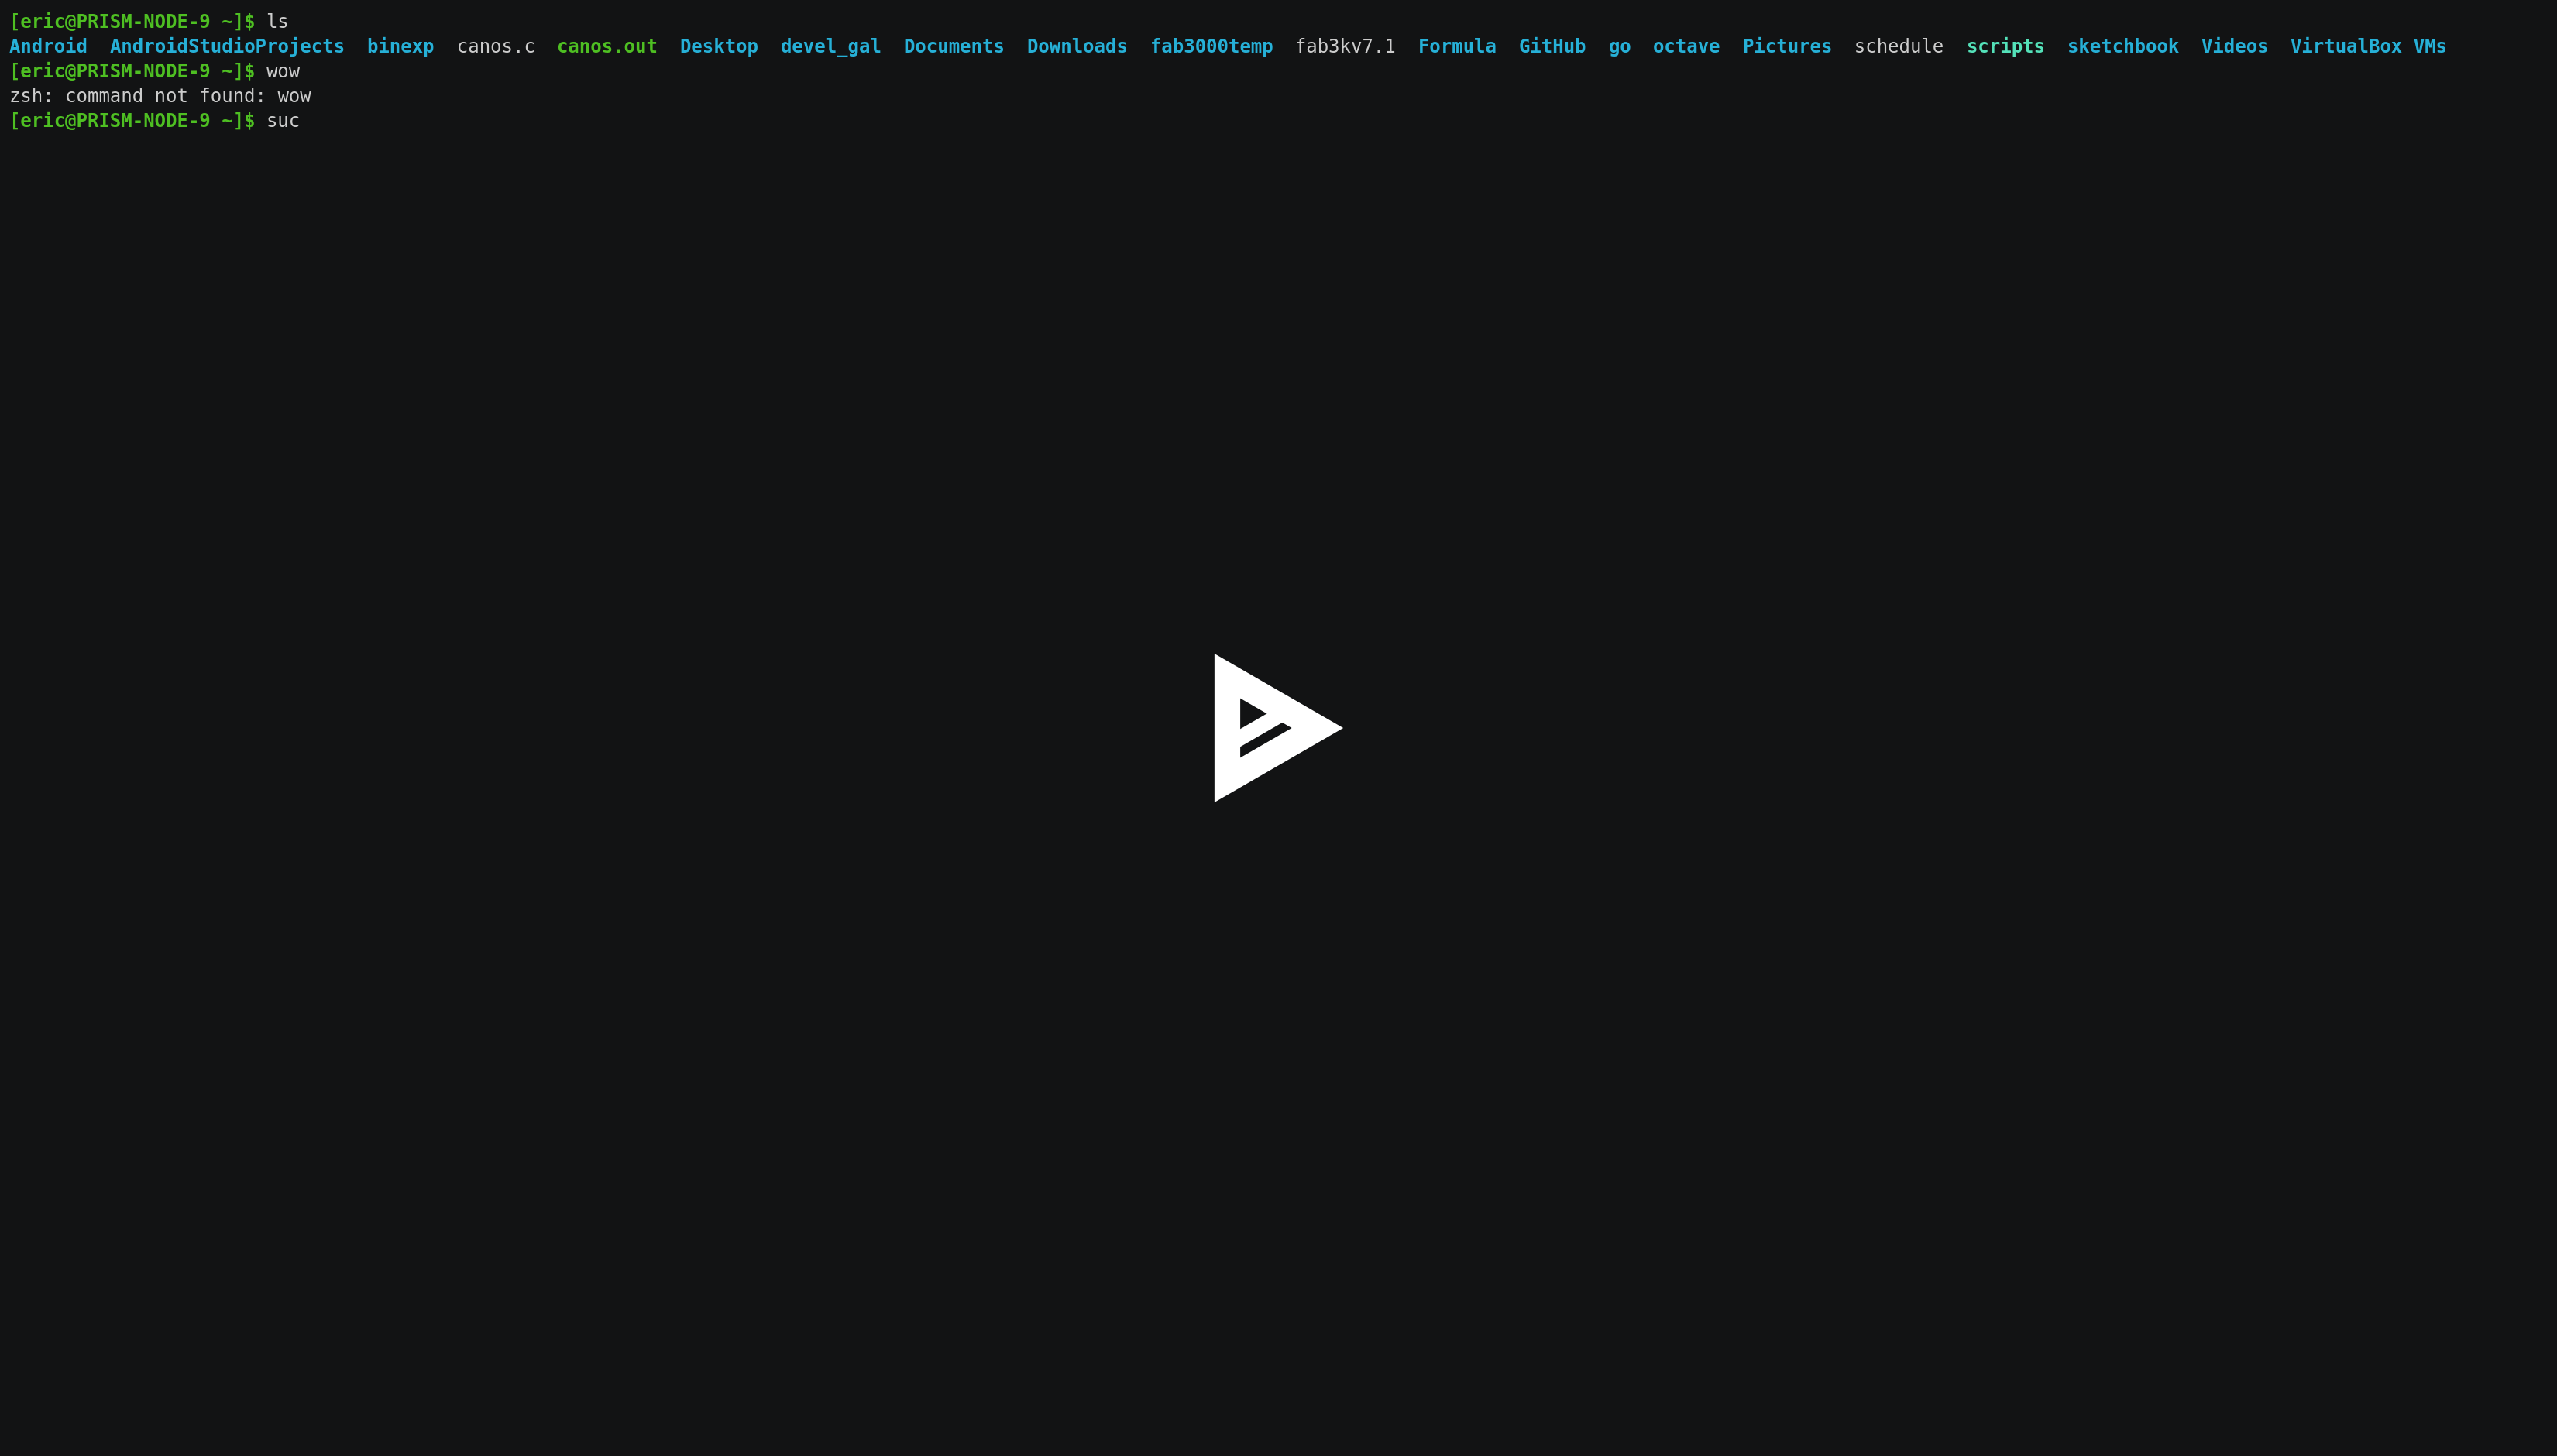 [eric@PRISM-NODE-9 ~]$ ls
Android  AndroidStudioProjects  binexp  canos.c  canos.out  Desktop  devel_gal  Documents  Downloads  fab3000temp  fab3kv7.1  Formula  GitHub  go  octave  Pictures  schedule  scripts  sketchbook  Videos  VirtualBox VMs
[eric@PRISM-NODE-9 ~]$ wow
zsh: command not found: wow
[eric@PRISM-NODE-9 ~]$ suc